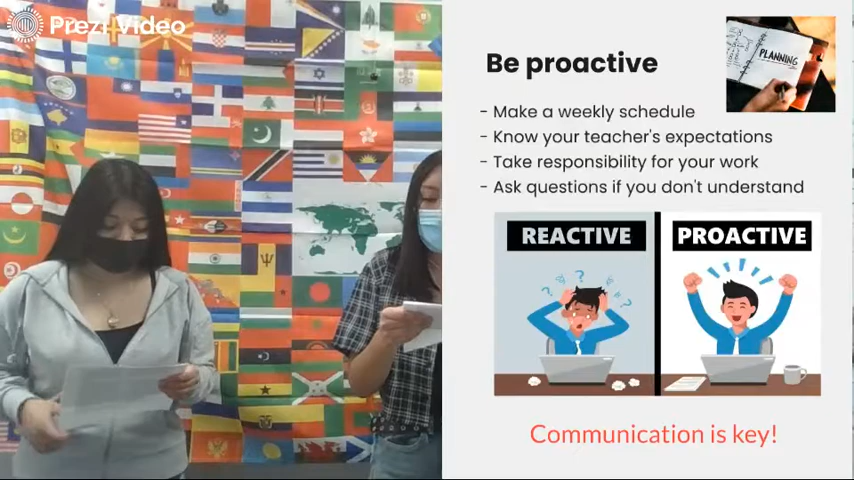 Prezi Video
Be proactive
PLANNING
- Make a weekly schedule
- Know your teacher's expectations
- Take responsibility for your work
- Ask questions if you don't understand
REACTIVE
PROACTIVE
Communication is key!